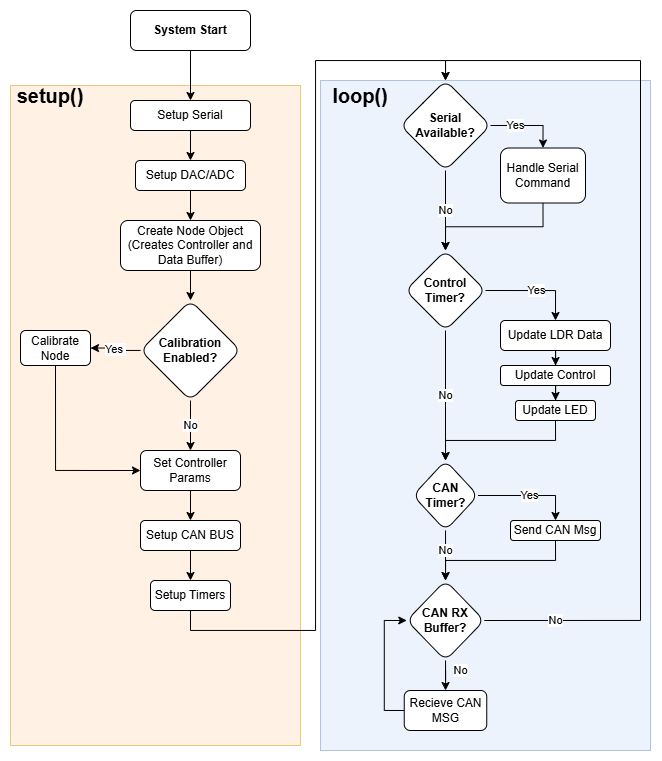 System Start
setup()
Setup Serial
Setup DAC/ADC
Create Node Object
(Creates Controller and
Data Buffer)
Calibration
Enabled?
Yes
Calibrate
Node
No
Set Controller
Params
Setup CAN BUS
Setup Timers
loop()
Serial
Available?
Yes
Handle Serial
Command
No
Control
Timer?
Yes
Update LDR Data
Update Control
Update LED
No
CAN
Timer?
Yes
Send CAN Msg
No
CAN RX
Buffer?
No
No
Recieve CAN
MSG